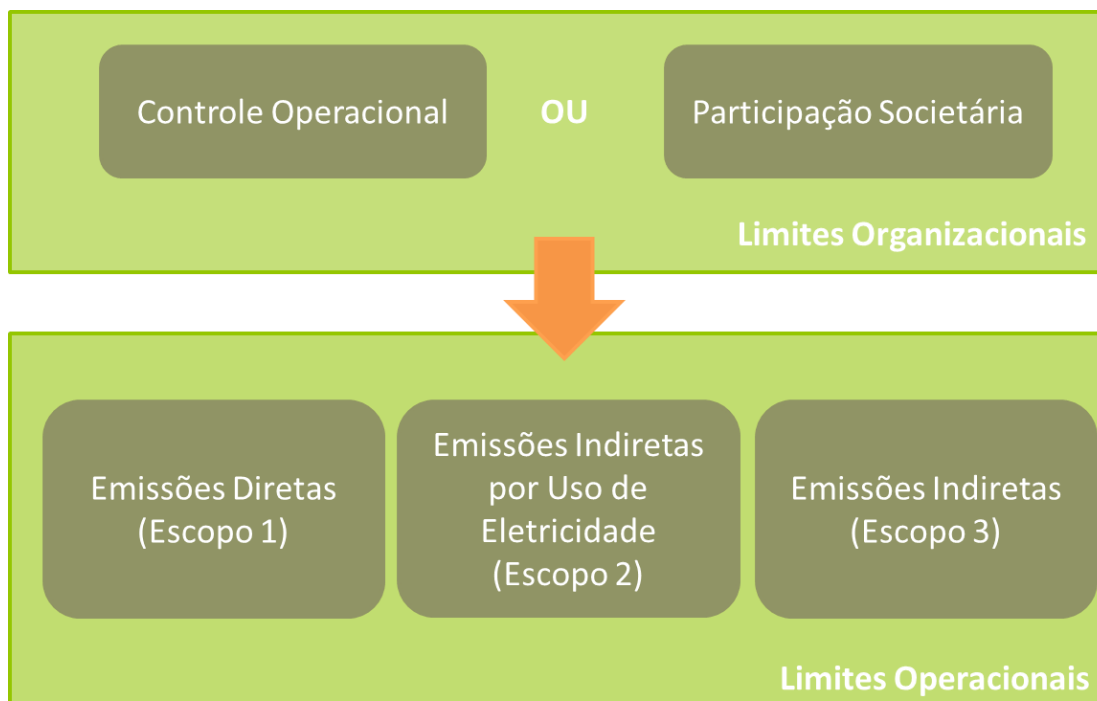 Controle Operacional
OU
Participação Societária
Limites Organizacionais
Emissões Diretas
(Escopo 1)
Emissões Indiretas
por Uso de
Eletricidade
(Escopo 2)
Emissões Indiretas
(Escopo 3)
Limites Operacionais